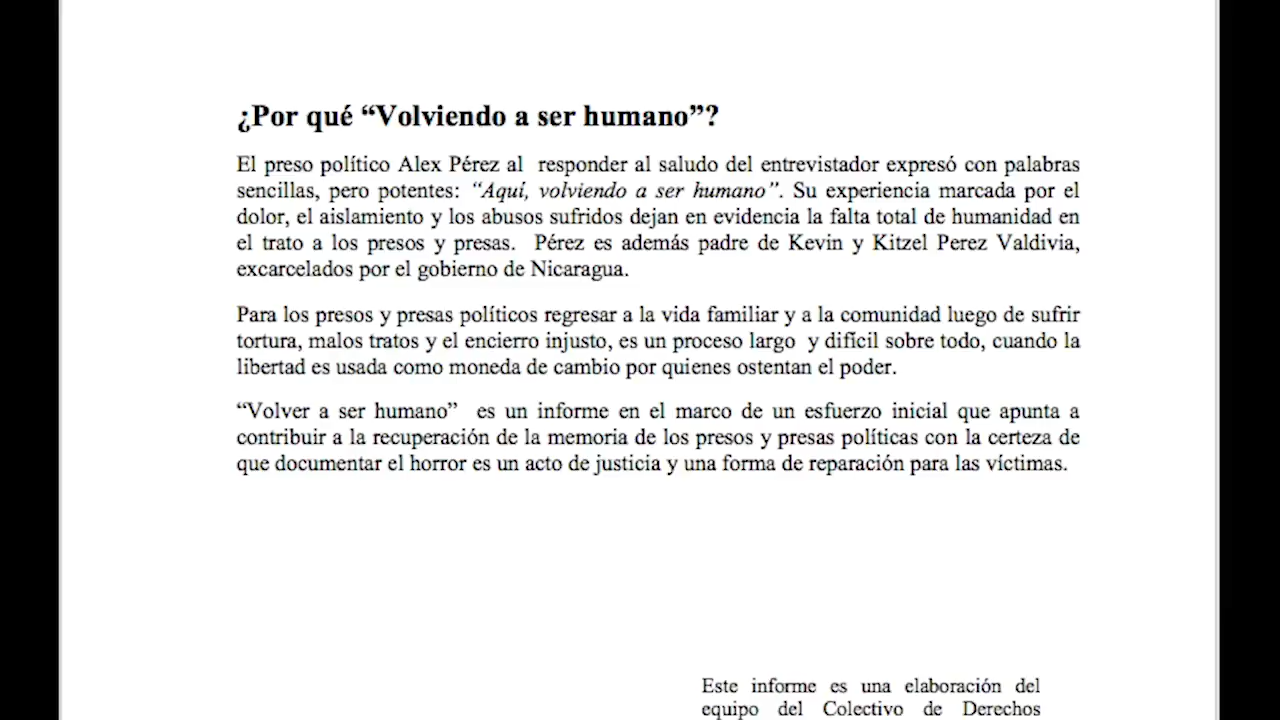 ¿Por qué “Volviendo a ser humano”?
El preso político Alex Pérez al responder al saludo del entrevistador expresó con palabras
sencillas, pero potentes: “Aquí, volviendo a ser humano”. Su experiencia marcada por el
dolor, el aislamiento y los abusos sufridos dejan en evidencia la falta total de humanidad en
el trato a los presos y presas. Pérez es además padre de Kevin y Kitzel Perez Valdivia,
excarcelados por el gobierno de Nicaragua.
Para los presos y presas políticos regresar a la vida familiar y a la comunidad luego de sufrir
tortura, malos tratos y el encierro injusto, es un proceso largo y difícil sobre todo, cuando la
libertad es usada como moneda de cambio por quienes ostentan el poder.
“Volver a ser humano” es un informe en el marco de un esfuerzo inicial que apunta a
contribuir a la recuperación de la memoria de los presos y presas políticas con la certeza de
que documentar el horror es un acto de justicia y una forma de reparación para las víctimas.
Este informe es una elaboración del
equipo del Colectivo de Derechos